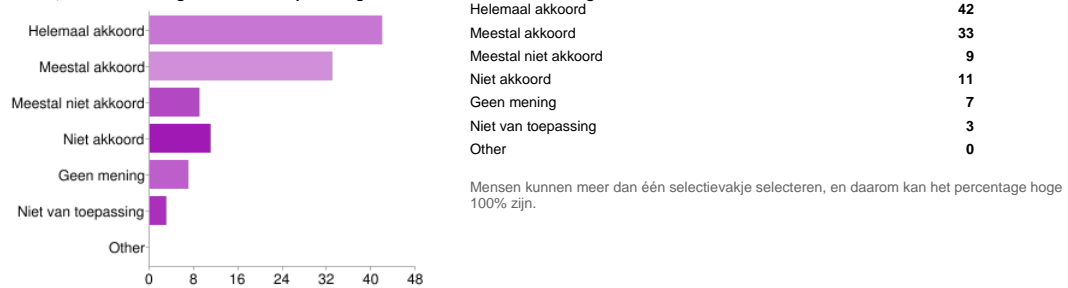 Helemaal akkoord
Meestal akkoord
Meestal niet akkoord
Niet akkoord
Geen mening
Niet van toepassing
Other
0 8 16 24 32 40 48
Helemaal akkoord 42
Meestal akkoord 33
Meestal niet akkoord 9
Niet akkoord 11
Geen mening 7
Niet van toepassing 3
Other 0
Mensen kunnen meer dan één selectievakje selecteren, en daarom kan het percentage hoge
100% zijn.